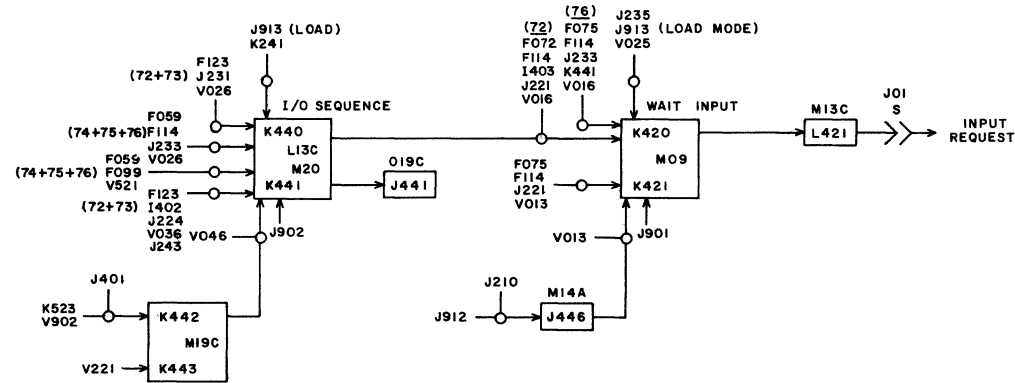 J913 (LOAD)
K241
(72+73)
F123
J231
V026
I/O SEQUENCE
F059
(74+75+76) F114
J233
V026
F059
(74+75+76) F099
V521
F123
(72+73) I402
J224
V036
J243
K440
L13C
M20
K441
O19C
J441
V046
J902
J401
K523
V902
K442
M19C
V221
K443
(72)
F072
F114
I403
J221
V016
(76)
F075
F114
J233
K441
V016
J235
J913 (LOAD MODE)
V025
WAIT INPUT
K420
M09
K421
F075
F114
J221
V013
V013
J901
J210
J912
M14A
J446
M13C
L421
J01
S
INPUT
REQUEST